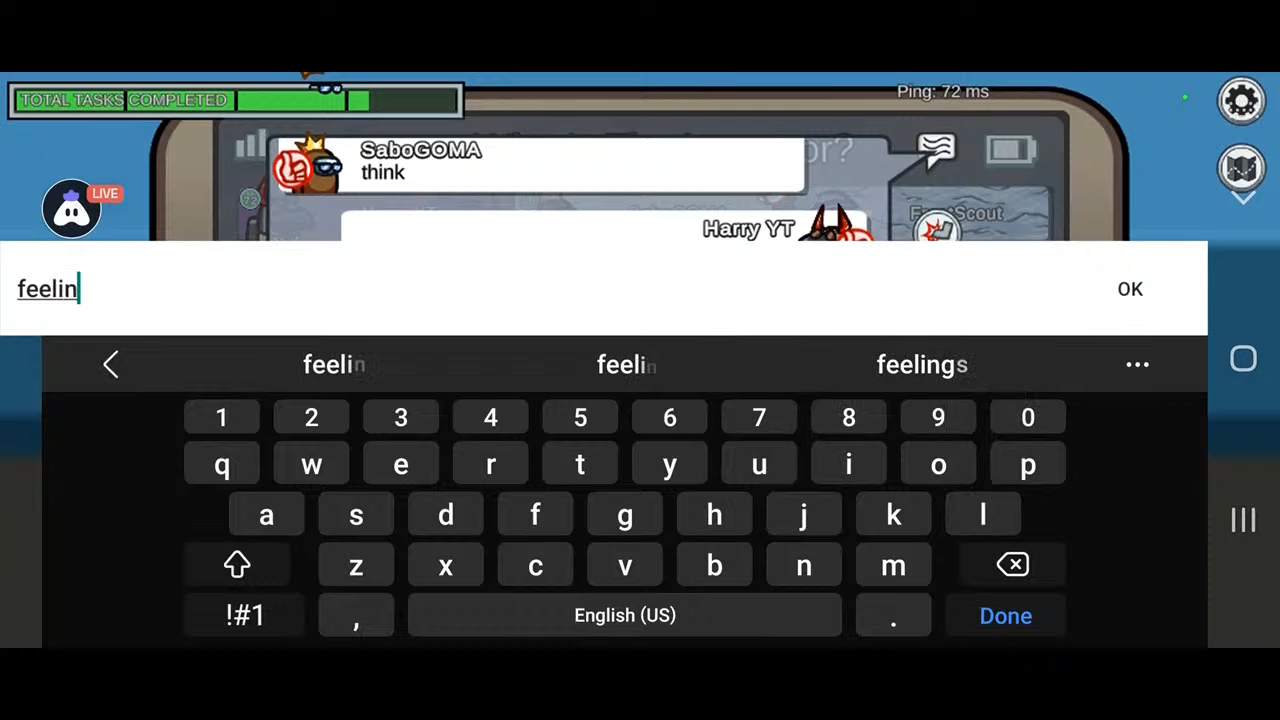 TOTAL TASKS COMPLETED
Ping: 72 ms
or?
SaboGOMA
think
LIVE
Harry YT
feelin
OK
feelin
feelin
feelings
1 2 3 4 5 6 7 8 9 0
q w e r t y u i o p
a s d f g h j k l
z x c v b n m
!#1 , English (US) . Done